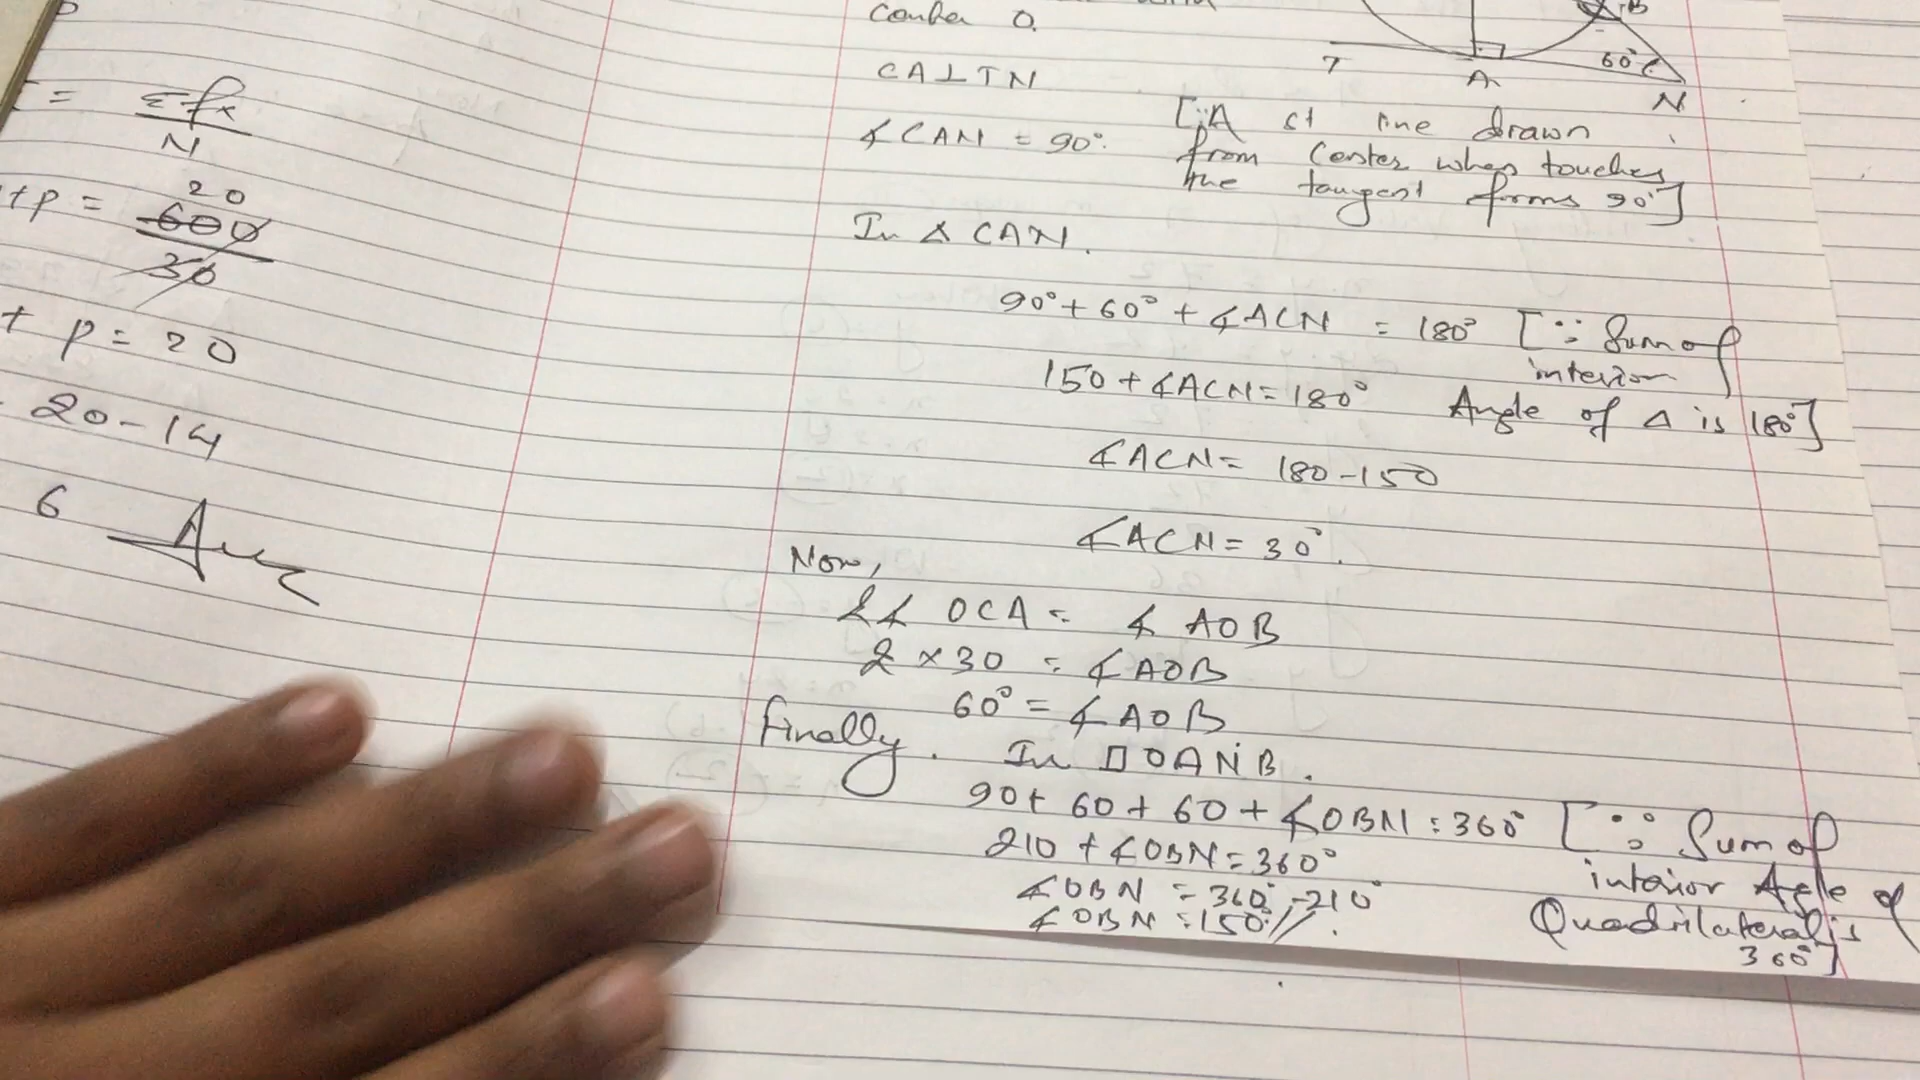 = Σfx
N
+p = 20
600
30
+ p = 20
20-14
6 Ans
O.
CA⊥TN
∡CAN = 90°.
[∵A st line drawn
from Center when touches
the tangent forms 90°]
B
60°
T
A
N
In △ CAN.
90°+60°+∡ACN = 180° [∵ Sum of
interior
150+∡ACN=180° Angle of △ is 180°]
∡ACN= 180-150
∡ACN=30°.
Now,
2∡ OCA = ∡ AOB
2 ×30 = ∡AOB
60° = ∡AOB
Finally. In □OANB.
90+ 60+60+∡OBN=360° [∵ Sum of
210 +∡OBN=360°
interior Agle of
∡OBN =360°-210°
Quadrilateral is
∡OBN =150°//.
360°]